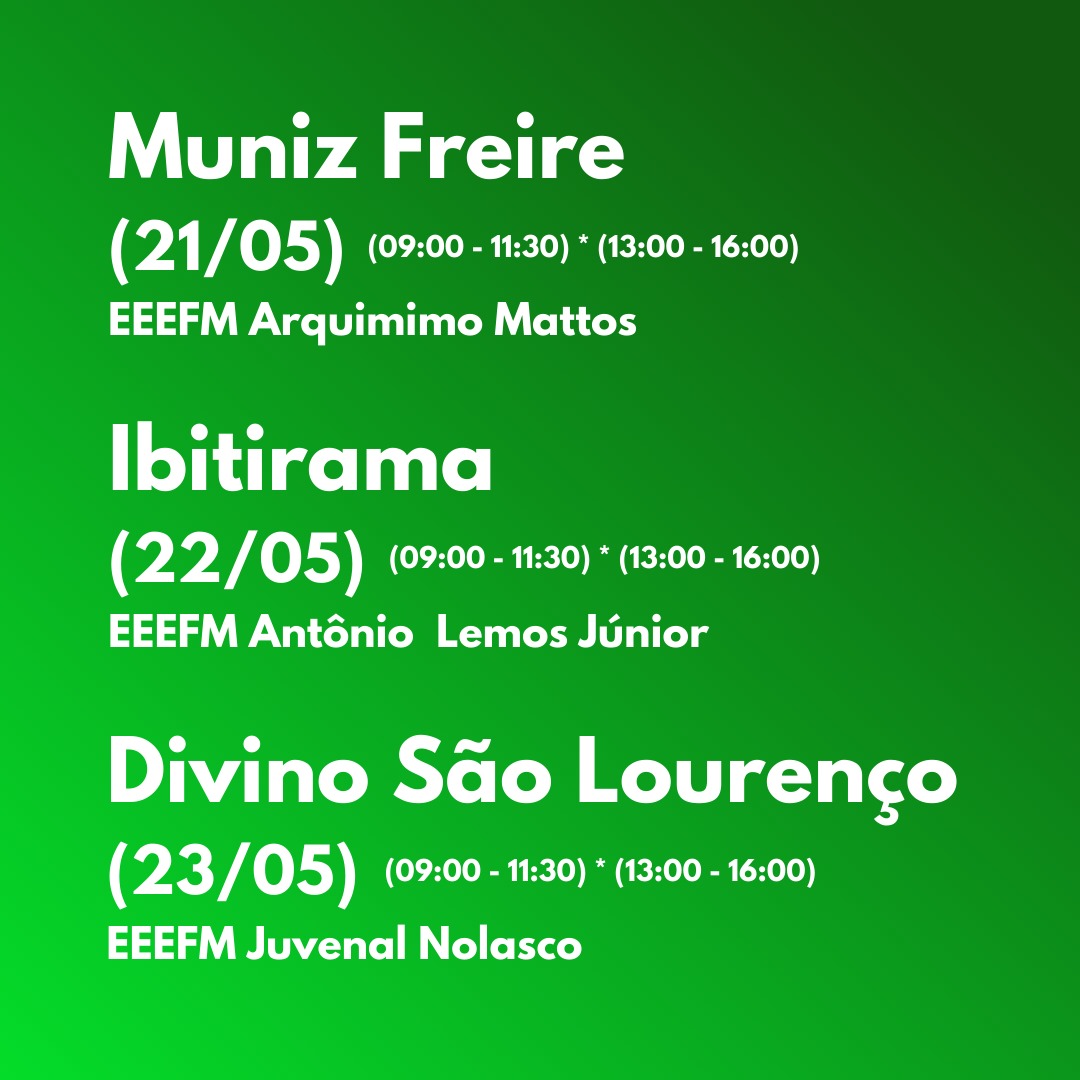 Muniz Freire
(21/05) (09:00 - 11:30) * (13:00 - 16:00)
EEEFM Arquimimo Mattos
Ibitirama
(22/05) (09:00 - 11:30) * (13:00 - 16:00)
EEEFM Antônio  Lemos Júnior
Divino São Lourenço
(23/05) (09:00 - 11:30) * (13:00 - 16:00)
EEEFM Juvenal Nolasco